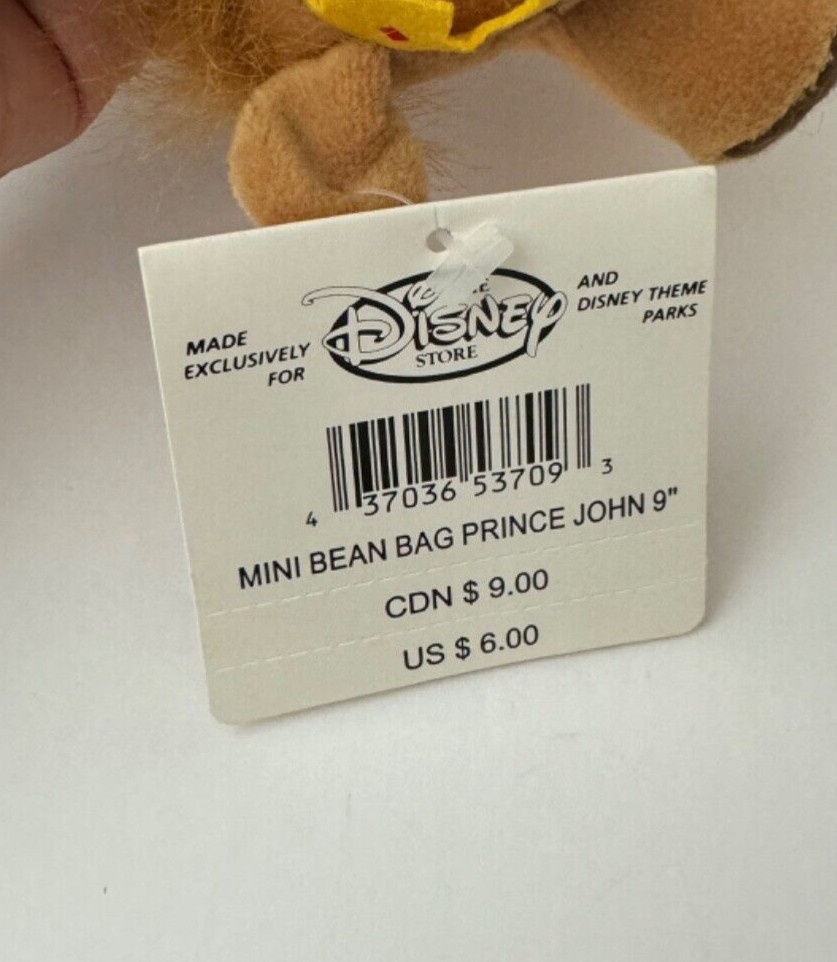 MADE
EXCLUSIVELY
FOR
THE
DISNEY
STORE
AND
DISNEY THEME
PARKS
4 37036 53709 3
MINI BEAN BAG PRINCE JOHN 9"
CDN $ 9.00
US $ 6.00